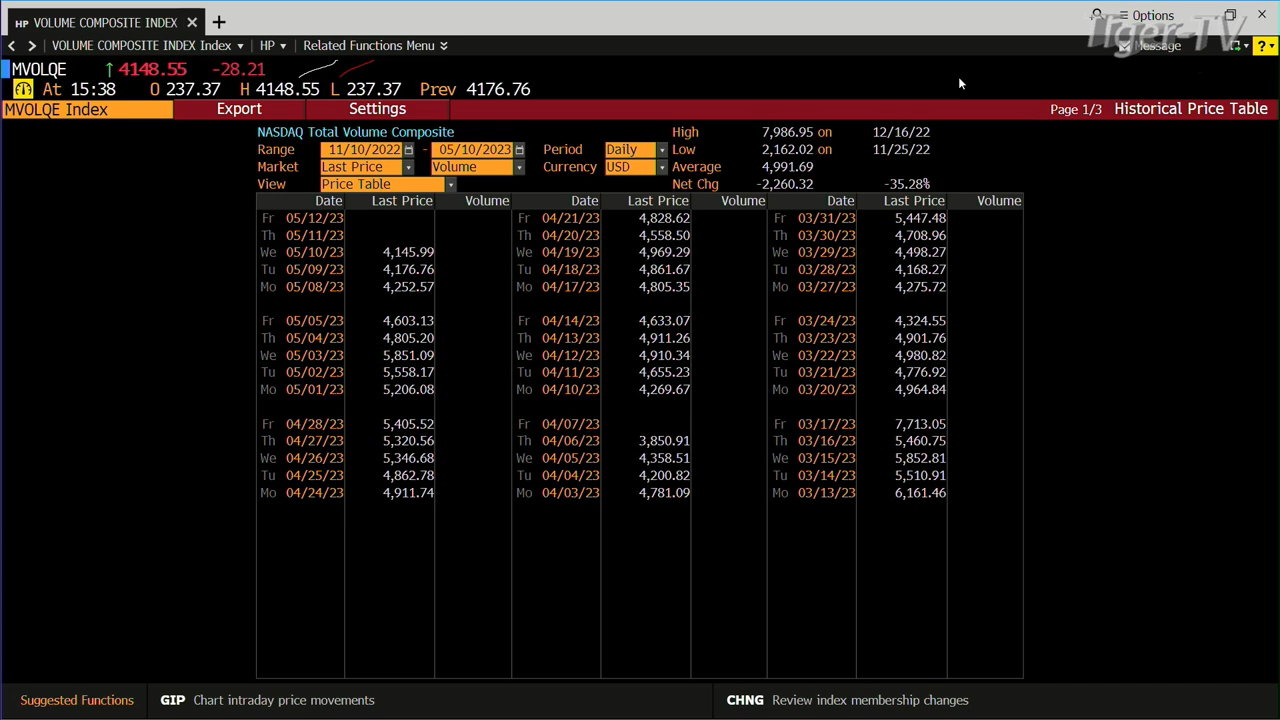 HP VOLUME COMPOSITE INDEX × +
Options
VOLUME COMPOSITE INDEX Index HP Related Functions Menu Message ?
Tiger-TV
MVOLQE ↑ 4148.55 -28.21
At 15:38 O 237.37 H 4148.55 L 237.37 Prev 4176.76
MVOLQE Index Export Settings Page 1/3 Historical Price Table
NASDAQ Total Volume Composite High 7,986.95 on 12/16/22
Range 11/10/2022 - 05/10/2023 Period Daily Low 2,162.02 on 11/25/22
Market Last Price Volume Currency USD Average 4,991.69
View Price Table Net Chg -2,260.32 -35.28%
Date Last Price Volume Date Last Price Volume Date Last Price Volume
Fr 05/12/23 Fr 04/21/23 4,828.62 Fr 03/31/23 5,447.48
Th 05/11/23 Th 04/20/23 4,558.50 Th 03/30/23 4,708.96
We 05/10/23 4,145.99 We 04/19/23 4,969.29 We 03/29/23 4,498.27
Tu 05/09/23 4,176.76 Tu 04/18/23 4,861.67 Tu 03/28/23 4,168.27
Mo 05/08/23 4,252.57 Mo 04/17/23 4,805.35 Mo 03/27/23 4,275.72
Fr 05/05/23 4,603.13 Fr 04/14/23 4,633.07 Fr 03/24/23 4,324.55
Th 05/04/23 4,805.20 Th 04/13/23 4,911.26 Th 03/23/23 4,901.76
We 05/03/23 5,851.09 We 04/12/23 4,910.34 We 03/22/23 4,980.82
Tu 05/02/23 5,558.17 Tu 04/11/23 4,655.23 Tu 03/21/23 4,776.92
Mo 05/01/23 5,206.08 Mo 04/10/23 4,269.67 Mo 03/20/23 4,964.84
Fr 04/28/23 5,405.52 Fr 04/07/23 Fr 03/17/23 7,713.05
Th 04/27/23 5,320.56 Th 04/06/23 3,850.91 Th 03/16/23 5,460.75
We 04/26/23 5,346.68 We 04/05/23 4,358.51 We 03/15/23 5,852.81
Tu 04/25/23 4,862.78 Tu 04/04/23 4,200.82 Tu 03/14/23 5,510.91
Mo 04/24/23 4,911.74 Mo 04/03/23 4,781.09 Mo 03/13/23 6,161.46
Suggested Functions GIP Chart intraday price movements CHNG Review index membership changes